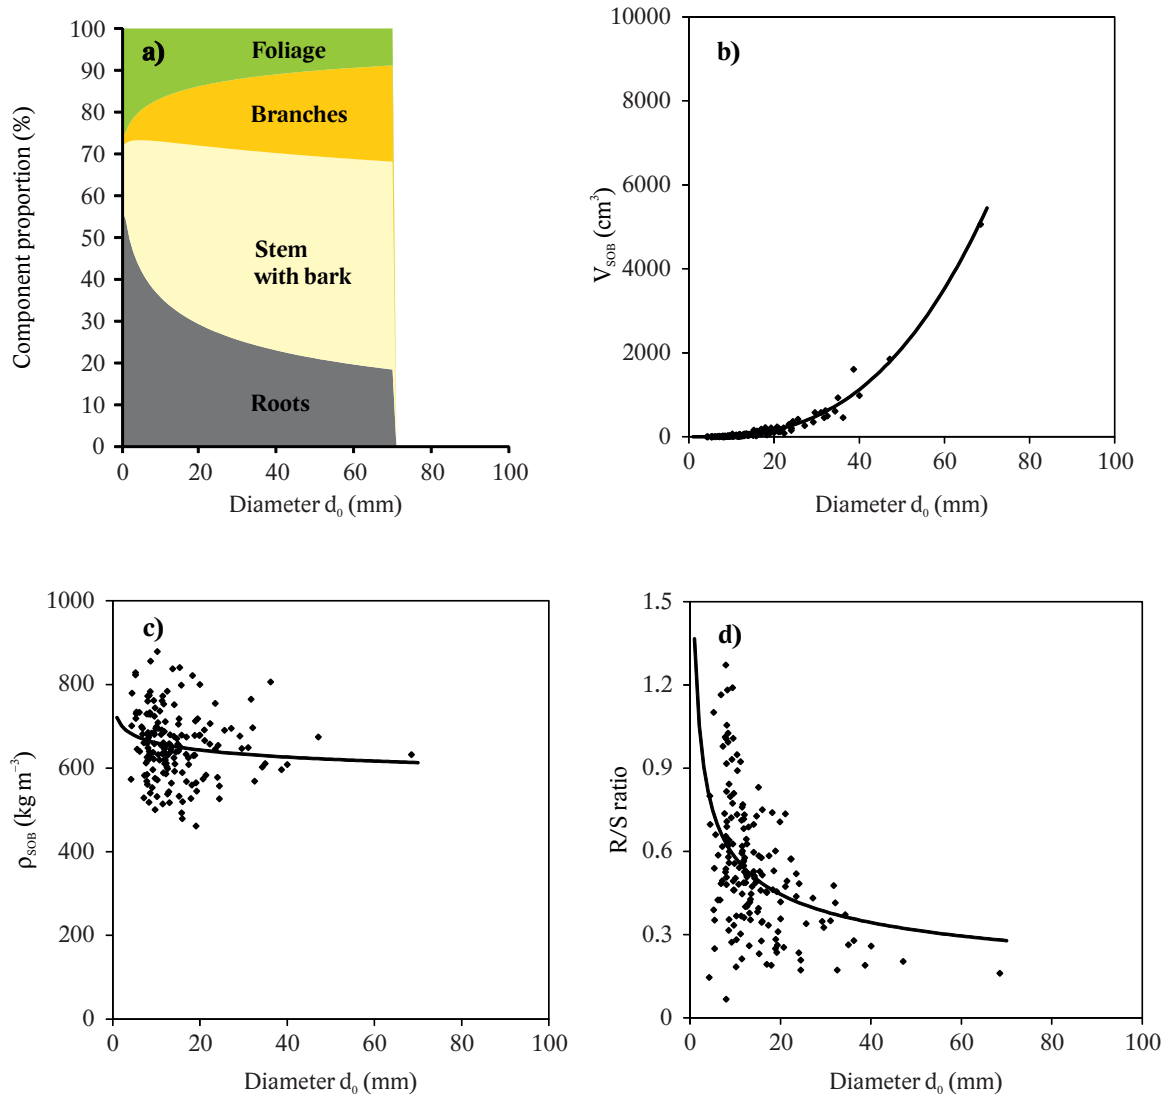 a)
Foliage
Branches
Stem
with bark
Roots
Component proportion (%)
100
90
80
70
60
50
40
30
20
10
0
0 20 40 60 80 100
Diameter d₀ (mm)
b)
V_SOB (cm³)
10000
8000
6000
4000
2000
0
0 20 40 60 80 100
Diameter d₀ (mm)
c)
ρ_SOB (kg m⁻³)
1000
800
600
400
200
0
0 20 40 60 80 100
Diameter d₀ (mm)
d)
R/S ratio
1.5
1.2
0.9
0.6
0.3
0
0 20 40 60 80 100
Diameter d₀ (mm)